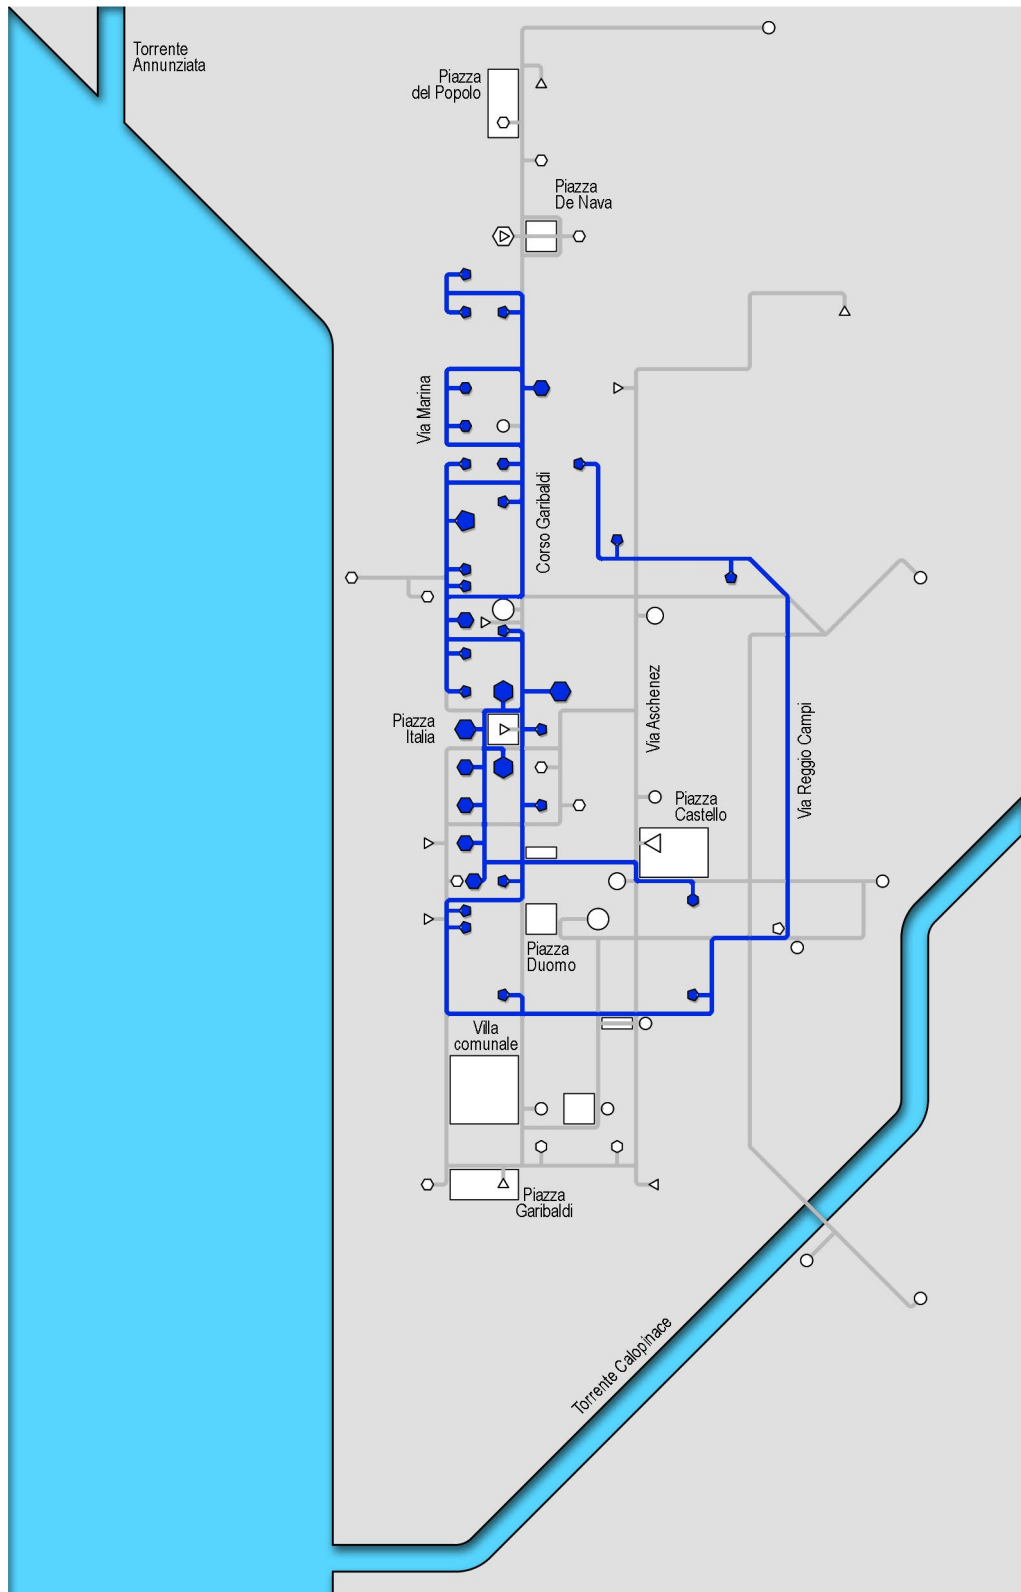 Torrente
Annunziata
Piazza
del Popolo
Piazza
De Nava
Via Marina
Corso Garibaldi
Via Aschenez
Piazza
Italia
Via Reggio Campi
Piazza
Castello
Piazza
Duomo
Villa
comunale
Piazza
Garibaldi
Torrente Calopinace